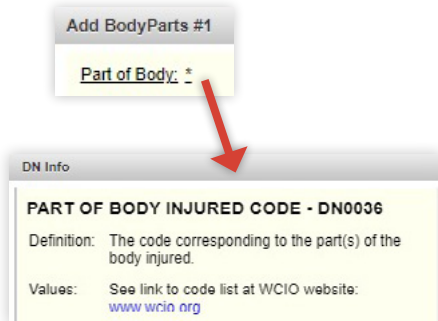 Add BodyParts #1
Part of Body: *
DN Info
PART OF BODY INJURED CODE - DN0036
Definition: The code corresponding to the part(s) of the
body injured.
Values: See link to code list at WCIO website:
www.wcio.org